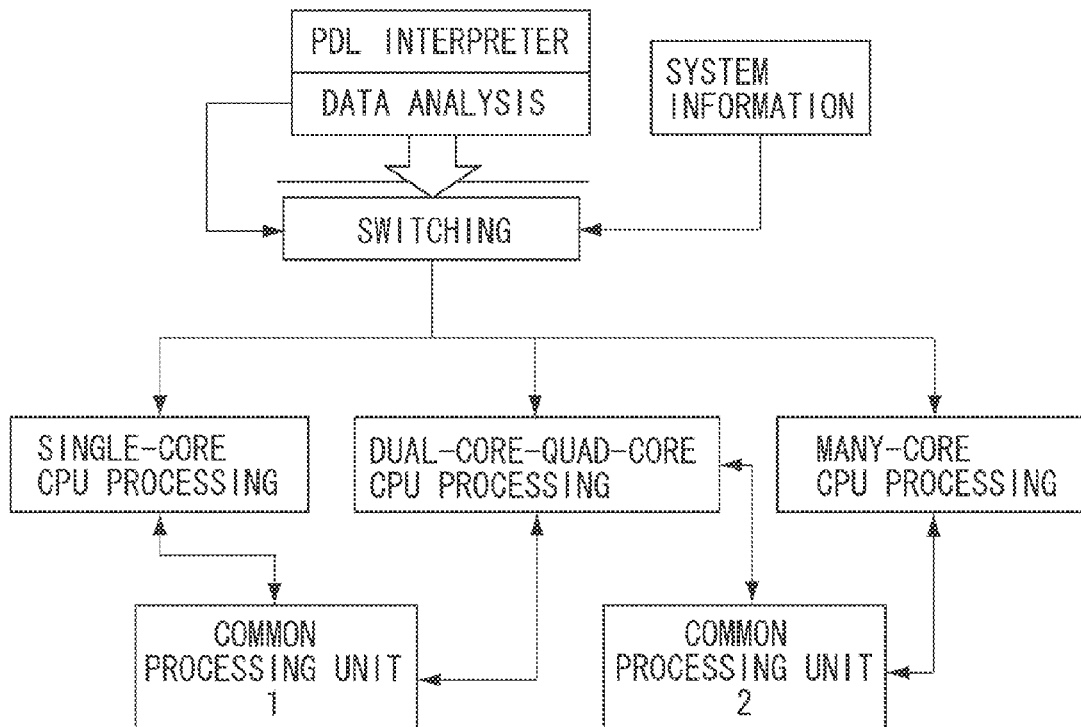 PDL INTERPRETER
DATA ANALYSIS
SYSTEM
INFORMATION
SWITCHING
SINGLE-CORE
CPU PROCESSING
DUAL-CORE-QUAD-CORE
CPU PROCESSING
MANY-CORE
CPU PROCESSING
COMMON
PROCESSING UNIT
1
COMMON
PROCESSING UNIT
2